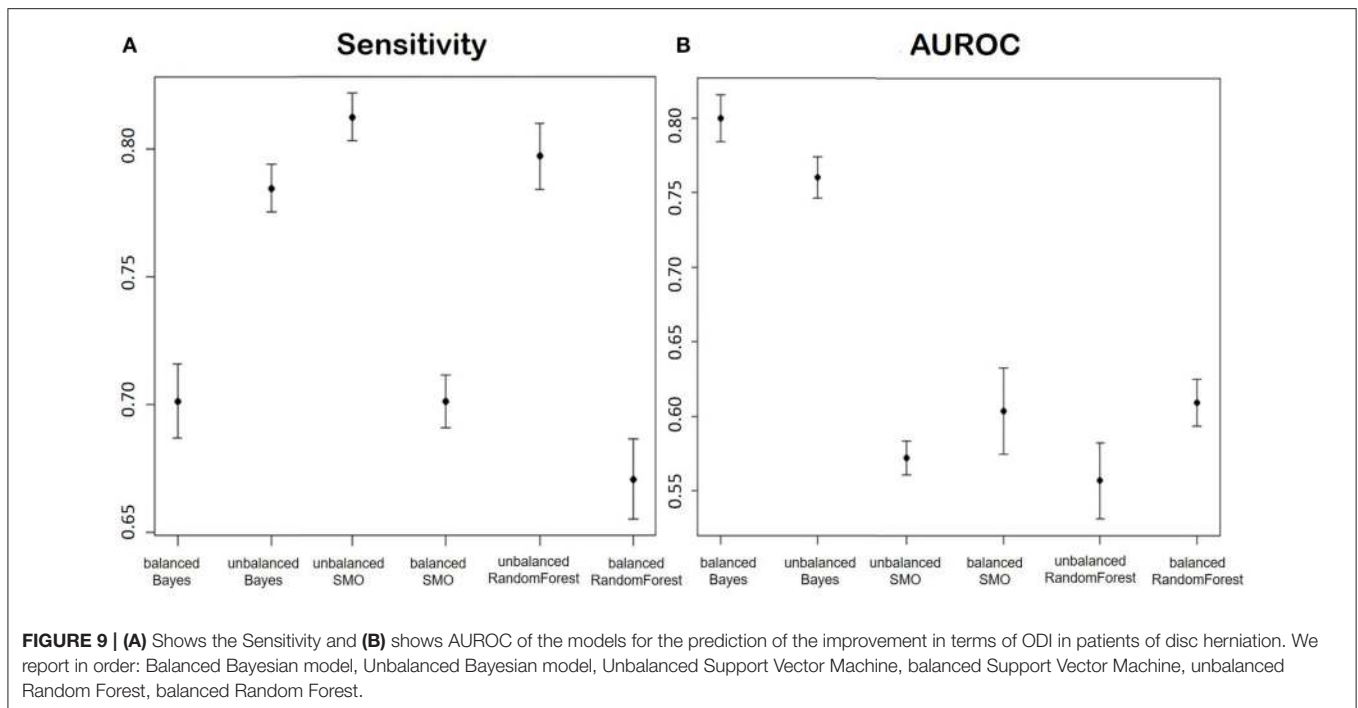 A
Sensitivity
0.80
0.75
0.70
0.65
balanced
Bayes
unbalanced
Bayes
unbalanced
SMO
balanced
SMO
unbalanced
RandomForest
balanced
RandomForest
B
AUROC
0.80
0.75
0.70
0.65
0.60
0.55
balanced
Bayes
unbalanced
Bayes
unbalanced
SMO
balanced
SMO
unbalanced
RandomForest
balanced
RandomForest
FIGURE 9 | (A) Shows the Sensitivity and (B) shows AUROC of the models for the prediction of the improvement in terms of ODI in patients of disc herniation. We
report in order: Balanced Bayesian model, Unbalanced Bayesian model, Unbalanced Support Vector Machine, balanced Support Vector Machine, unbalanced
Random Forest, balanced Random Forest.